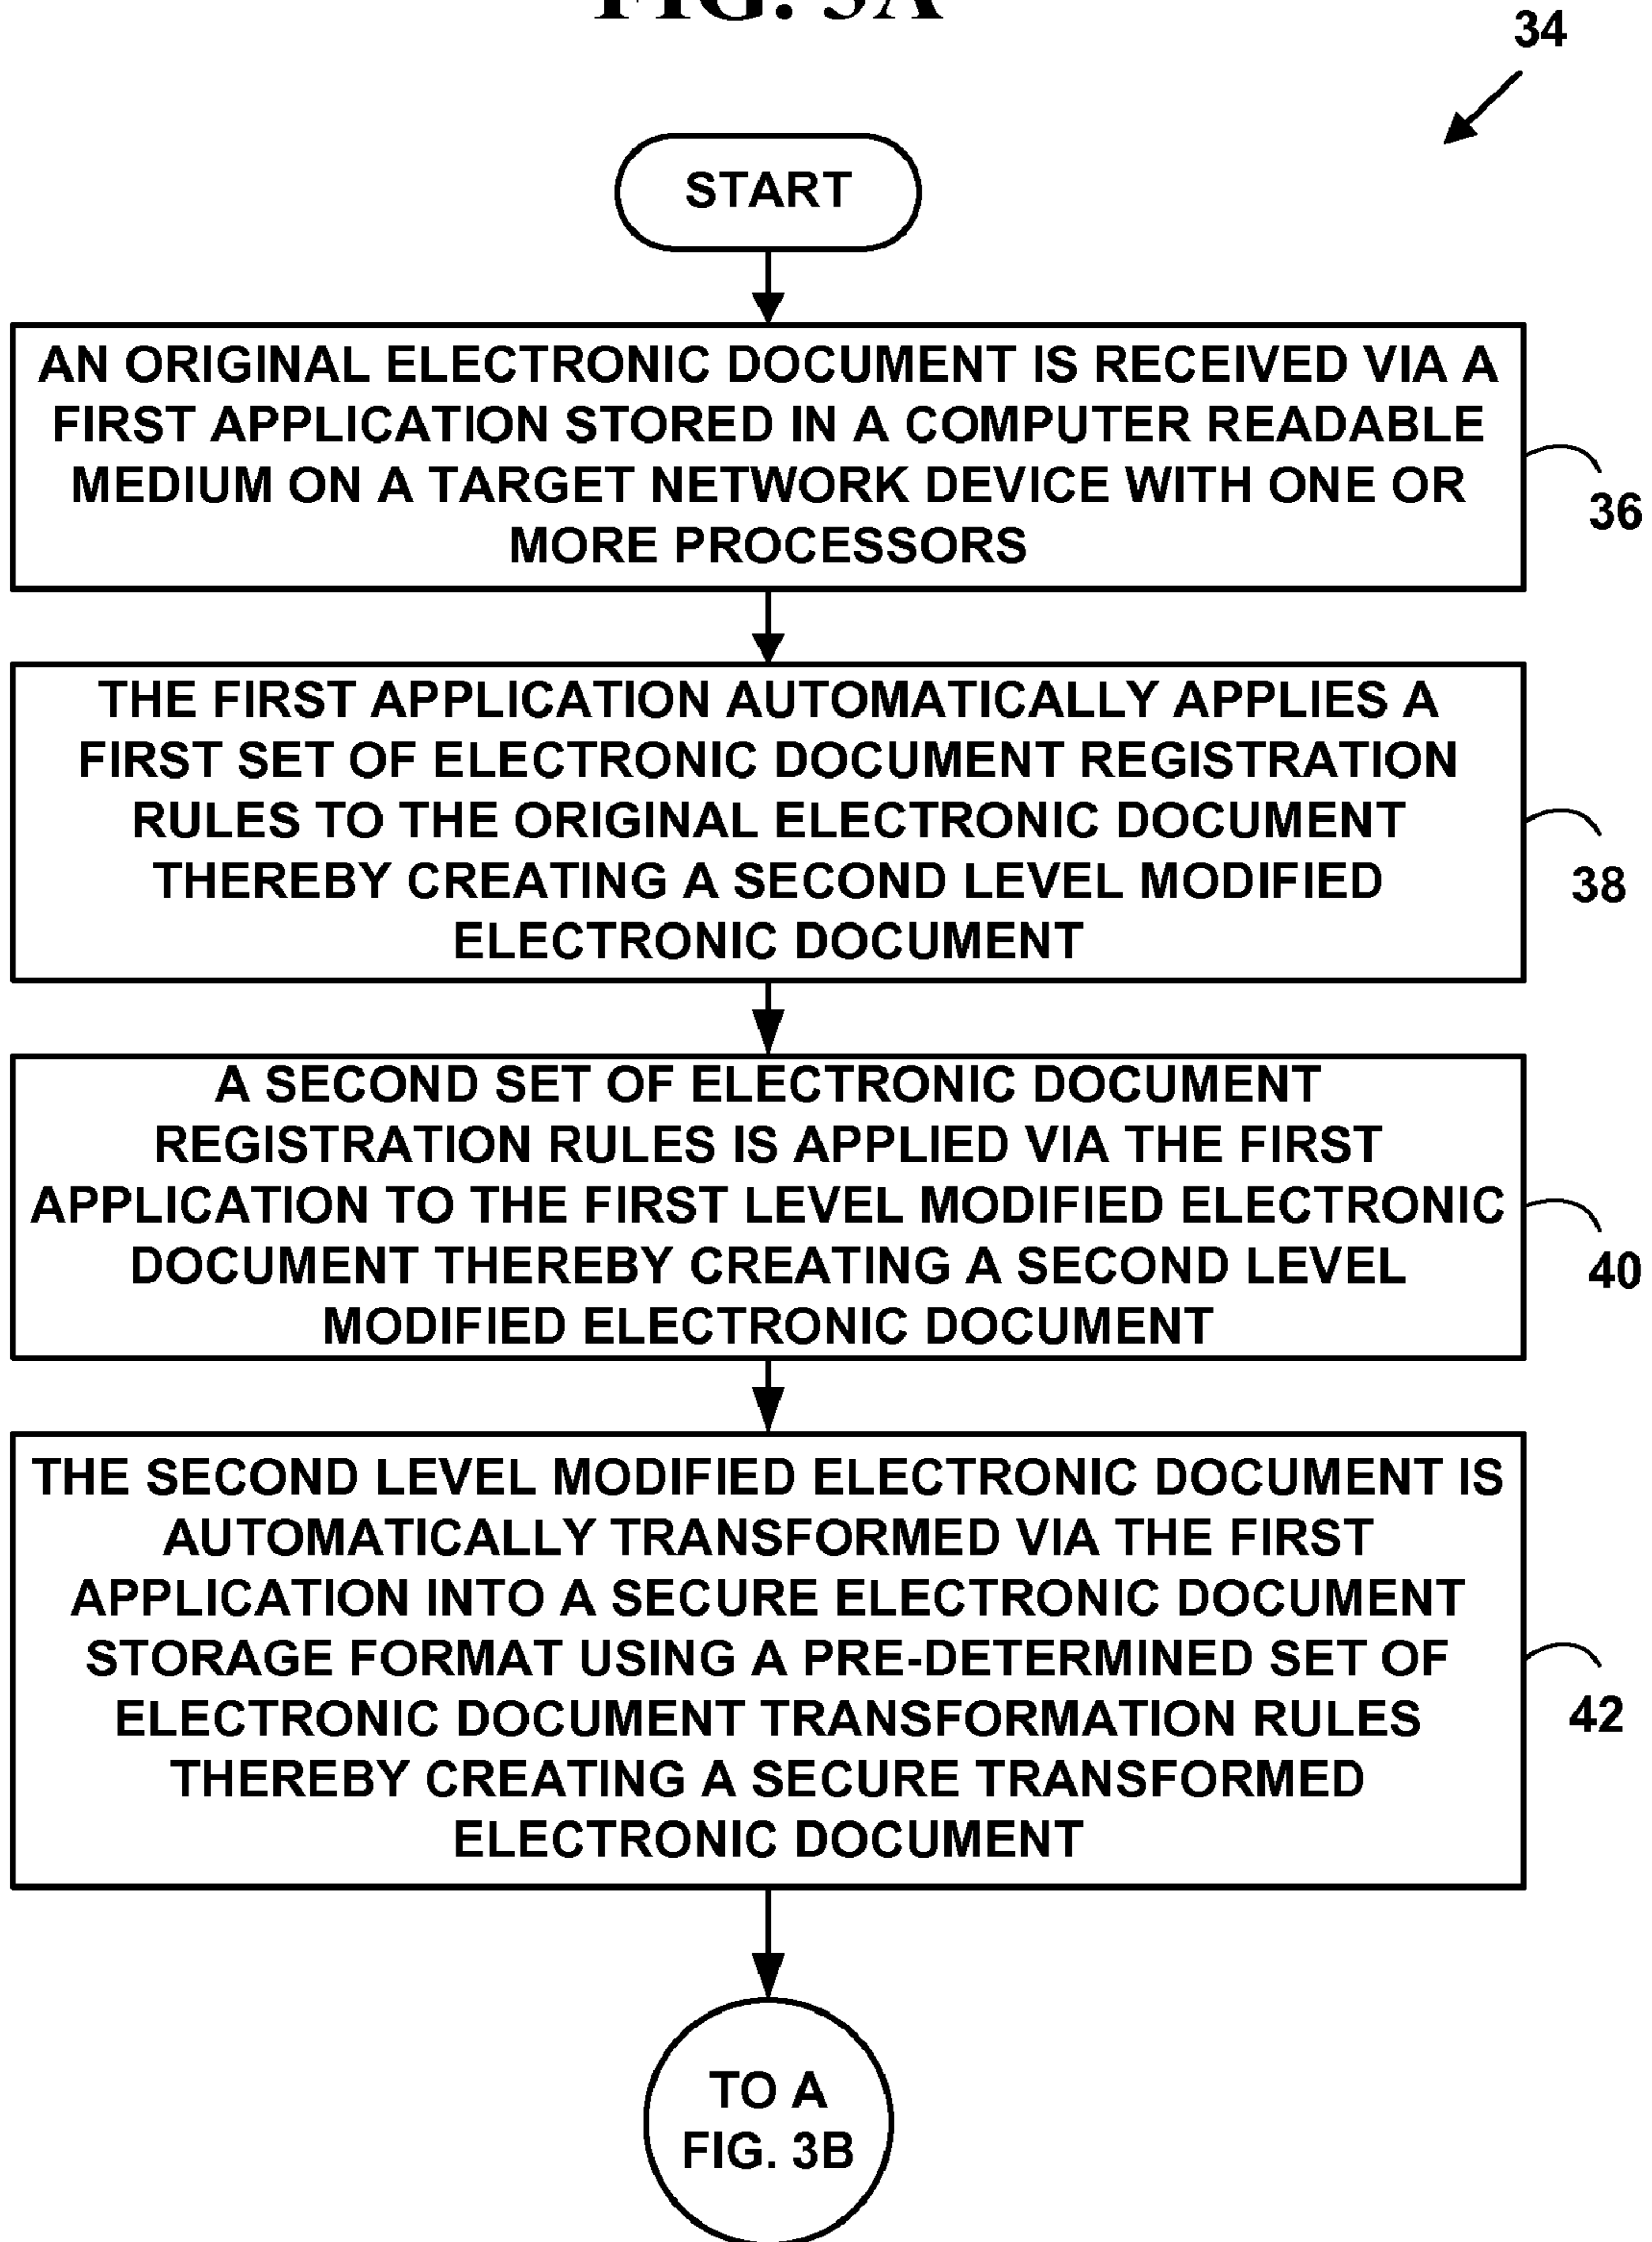 FIG. 3A
34
START
AN ORIGINAL ELECTRONIC DOCUMENT IS RECEIVED VIA A
FIRST APPLICATION STORED IN A COMPUTER READABLE
MEDIUM ON A TARGET NETWORK DEVICE WITH ONE OR
MORE PROCESSORS
36
THE FIRST APPLICATION AUTOMATICALLY APPLIES A
FIRST SET OF ELECTRONIC DOCUMENT REGISTRATION
RULES TO THE ORIGINAL ELECTRONIC DOCUMENT
THEREBY CREATING A SECOND LEVEL MODIFIED
ELECTRONIC DOCUMENT
38
A SECOND SET OF ELECTRONIC DOCUMENT
REGISTRATION RULES IS APPLIED VIA THE FIRST
APPLICATION TO THE FIRST LEVEL MODIFIED ELECTRONIC
DOCUMENT THEREBY CREATING A SECOND LEVEL
MODIFIED ELECTRONIC DOCUMENT
40
THE SECOND LEVEL MODIFIED ELECTRONIC DOCUMENT IS
AUTOMATICALLY TRANSFORMED VIA THE FIRST
APPLICATION INTO A SECURE ELECTRONIC DOCUMENT
STORAGE FORMAT USING A PRE-DETERMINED SET OF
ELECTRONIC DOCUMENT TRANSFORMATION RULES
THEREBY CREATING A SECURE TRANSFORMED
ELECTRONIC DOCUMENT
42
TO A
FIG. 3B